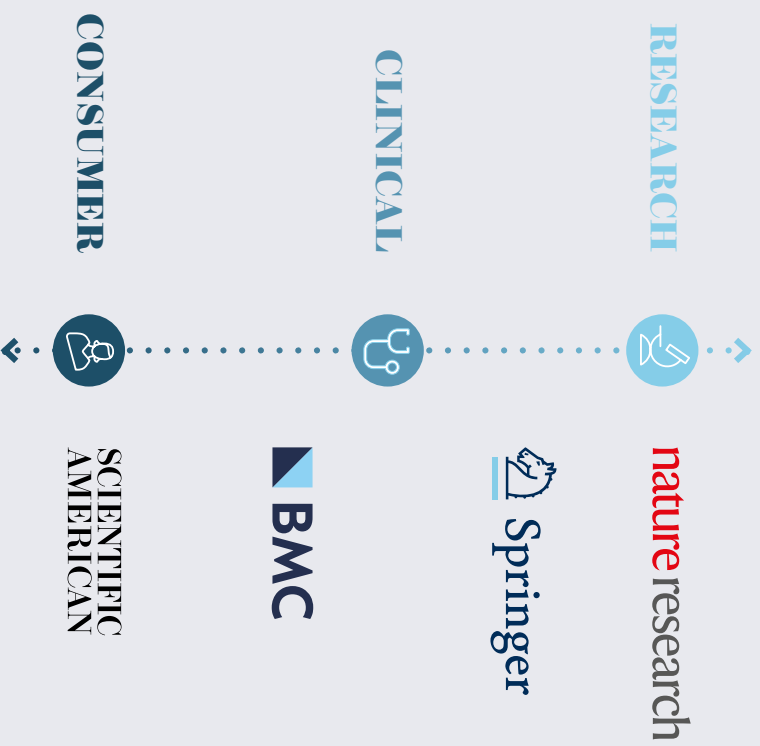 RESEARCH
nature research
Springer
CLINICAL
BMC
CONSUMER
SCIENTIFIC
AMERICAN